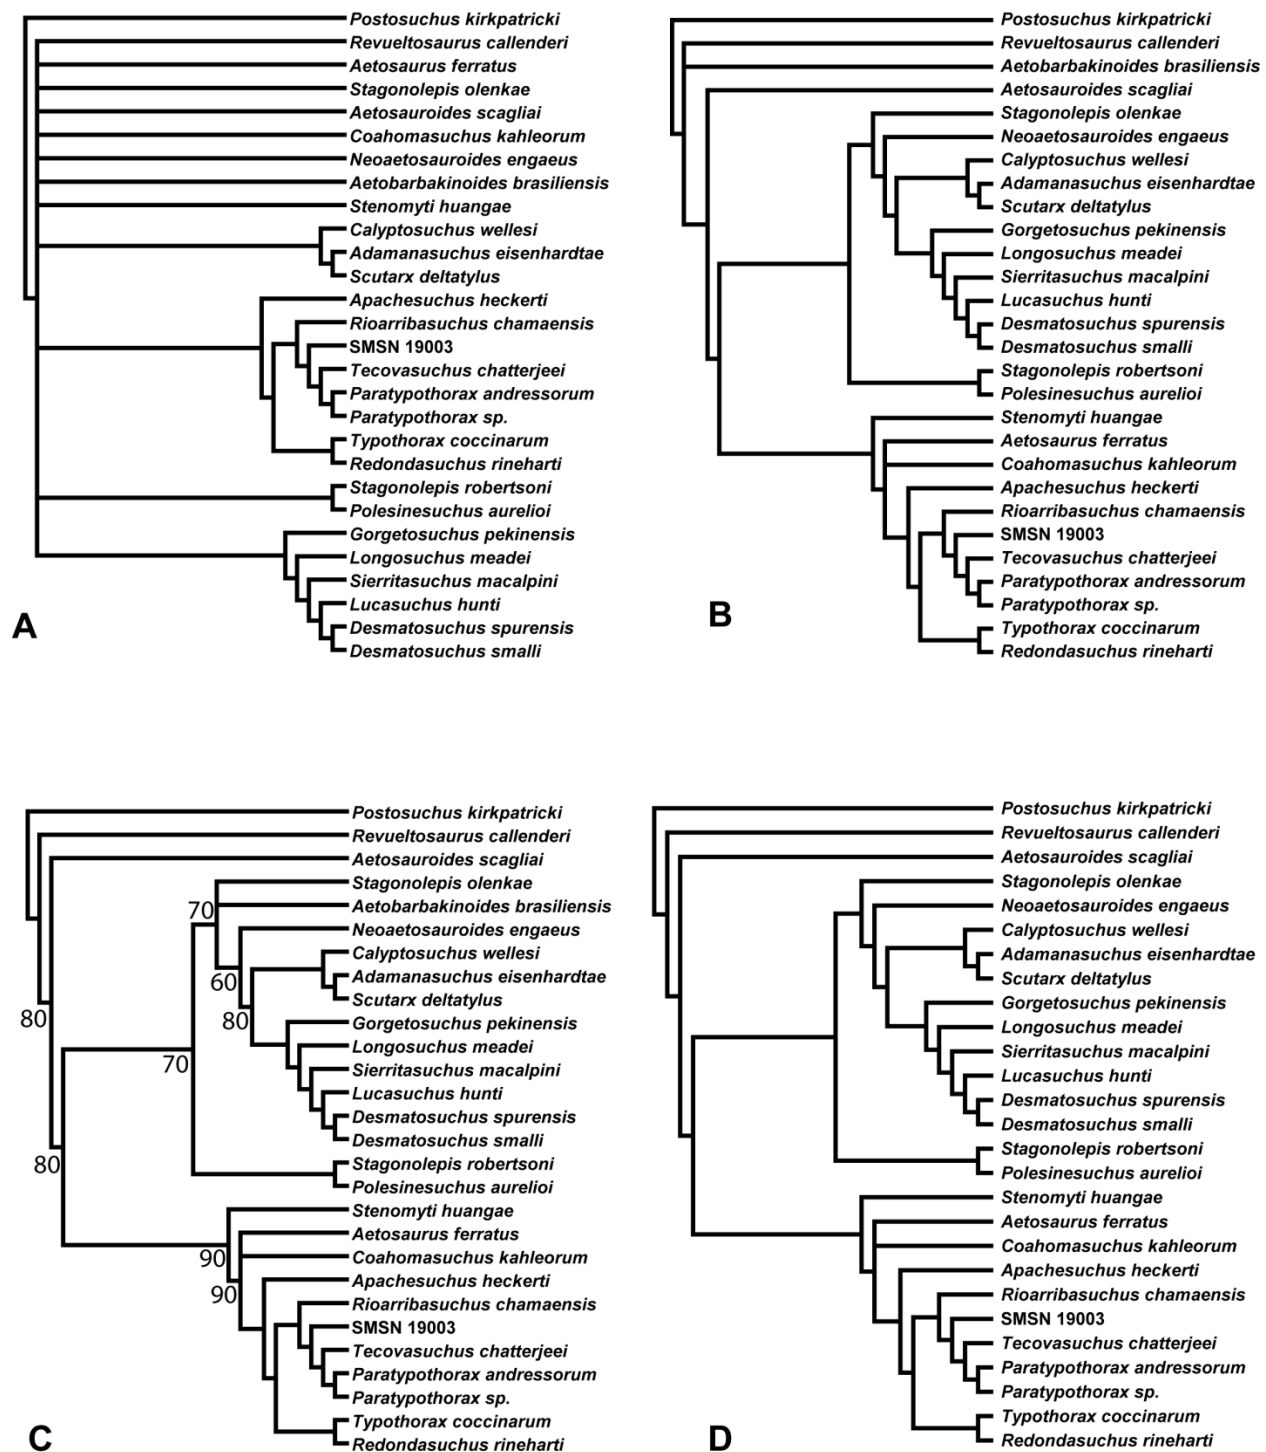 Postosuchus kirkpatricki
Revueltosaurus callenderi
Aetosaurus ferratus
Stagonolepis olenkae
Aetosauroides scagliai
Coahomasuchus kahleorum
Neoaetosauroides engaeus
Aetobarbakinoides brasiliensis
Stenomyti huangae
Calyptosuchus wellesi
Adamanasuchus eisenhardtae
Scutarx deltatylus
Apachesuchus heckerti
Rioarribasuchus chamaensis
SMSN 19003
Tecovasuchus chatterjeei
Paratypothorax andressorum
Paratypothorax sp.
Typothorax coccinarum
Redondasuchus rineharti
Stagonolepis robertsoni
Polesinesuchus aurelioi
Gorgetosuchus pekinensis
Longosuchus meadei
Sierritasuchus macalpini
Lucasuchus hunti
Desmatosuchus spurensis
Desmatosuchus smalli
A
Postosuchus kirkpatricki
Revueltosaurus callenderi
Aetobarbakinoides brasiliensis
Aetosauroides scagliai
Stagonolepis olenkae
Neoaetosauroides engaeus
Calyptosuchus wellesi
Adamanasuchus eisenhardtae
Scutarx deltatylus
Gorgetosuchus pekinensis
Longosuchus meadei
Sierritasuchus macalpini
Lucasuchus hunti
Desmatosuchus spurensis
Desmatosuchus smalli
Stagonolepis robertsoni
Polesinesuchus aurelioi
Stenomyti huangae
Aetosaurus ferratus
Coahomasuchus kahleorum
Apachesuchus heckerti
Rioarribasuchus chamaensis
SMSN 19003
Tecovasuchus chatterjeei
Paratypothorax andressorum
Paratypothorax sp.
Typothorax coccinarum
Redondasuchus rineharti
B
Postosuchus kirkpatricki
Revueltosaurus callenderi
Aetosauroides scagliai
Stagonolepis olenkae
70
Aetobarbakinoides brasiliensis
Neoaetosauroides engaeus
Calyptosuchus wellesi
60
Adamanasuchus eisenhardtae
Scutarx deltatylus
80
80
Gorgetosuchus pekinensis
Longosuchus meadei
70
Sierritasuchus macalpini
Lucasuchus hunti
Desmatosuchus spurensis
Desmatosuchus smalli
80
Stagonolepis robertsoni
Polesinesuchus aurelioi
Stenomyti huangae
Aetosaurus ferratus
90
Coahomasuchus kahleorum
Apachesuchus heckerti
90
Rioarribasuchus chamaensis
SMSN 19003
Tecovasuchus chatterjeei
Paratypothorax andressorum
Paratypothorax sp.
Typothorax coccinarum
Redondasuchus rineharti
C
Postosuchus kirkpatricki
Revueltosaurus callenderi
Aetosauroides scagliai
Stagonolepis olenkae
Neoaetosauroides engaeus
Calyptosuchus wellesi
Adamanasuchus eisenhardtae
Scutarx deltatylus
Gorgetosuchus pekinensis
Longosuchus meadei
Sierritasuchus macalpini
Lucasuchus hunti
Desmatosuchus spurensis
Desmatosuchus smalli
Stagonolepis robertsoni
Polesinesuchus aurelioi
Stenomyti huangae
Aetosaurus ferratus
Coahomasuchus kahleorum
Apachesuchus heckerti
Rioarribasuchus chamaensis
SMSN 19003
Tecovasuchus chatterjeei
Paratypothorax andressorum
Paratypothorax sp.
Typothorax coccinarum
Redondasuchus rineharti
D